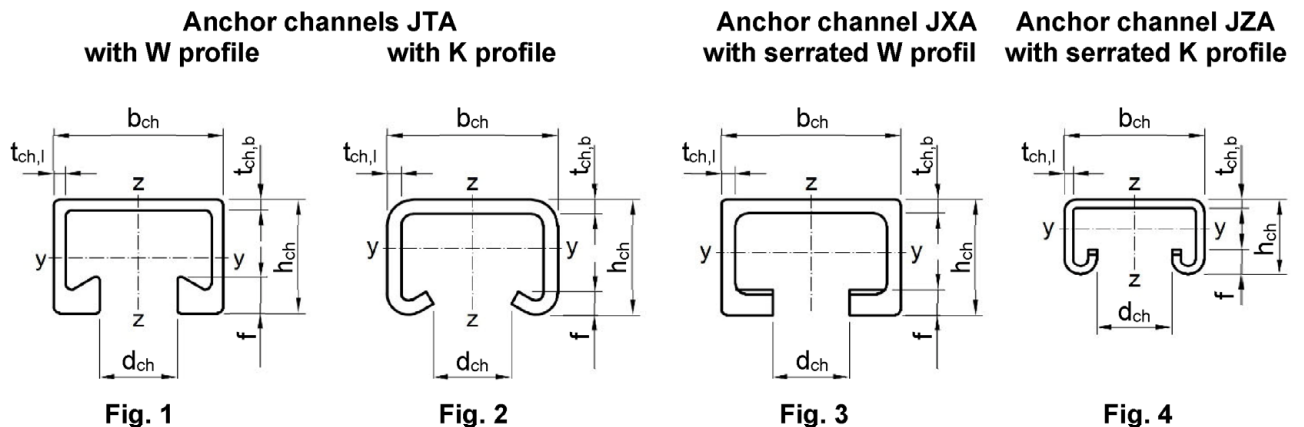 Anchor channels JTA
with W profile
with K profile
Anchor channel JXA
with serrated W profil
Anchor channel JZA
with serrated K profile
bch
tch,l
tch,b
z
y
y
hch
z
f
dch
Fig. 1
bch
tch,l
tch,b
z
y
y
hch
z
f
dch
Fig. 2
bch
tch,l
tch,b
z
y
y
hch
z
f
dch
Fig. 3
bch
tch,l
tch,b
z
y
y
hch
z
f
dch
Fig. 4